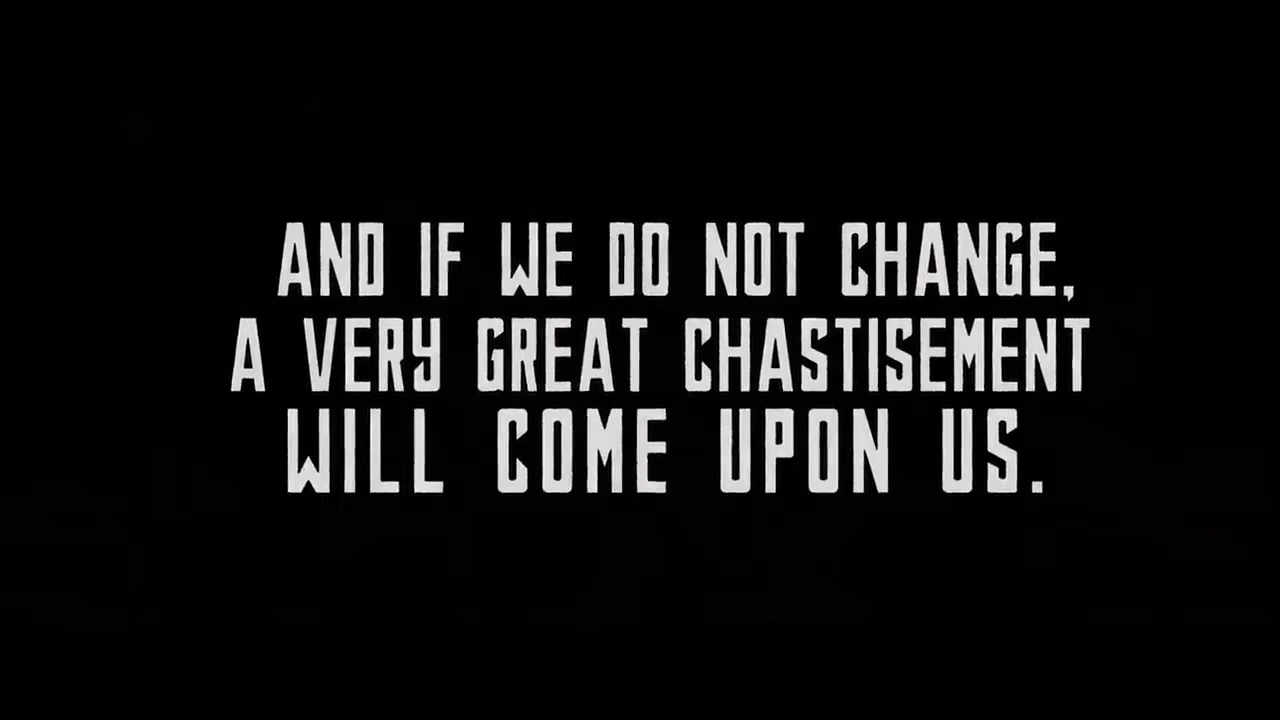 AND IF WE DO NOT CHANGE,
A VERY GREAT CHASTISEMENT
WILL COME UPON US.